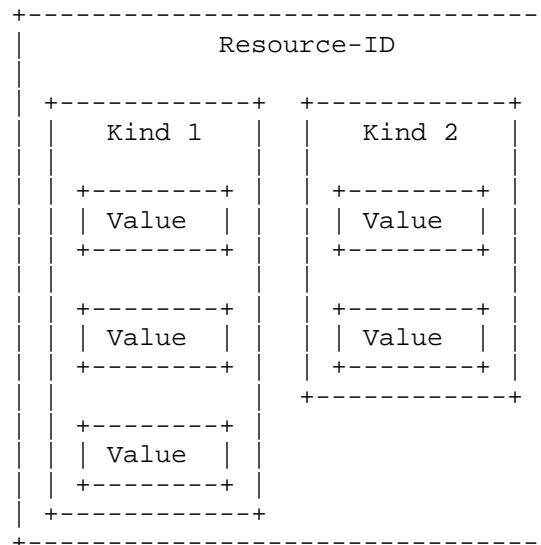 Resource-ID
Kind 1 Kind 2
Value Value
Value Value
Value